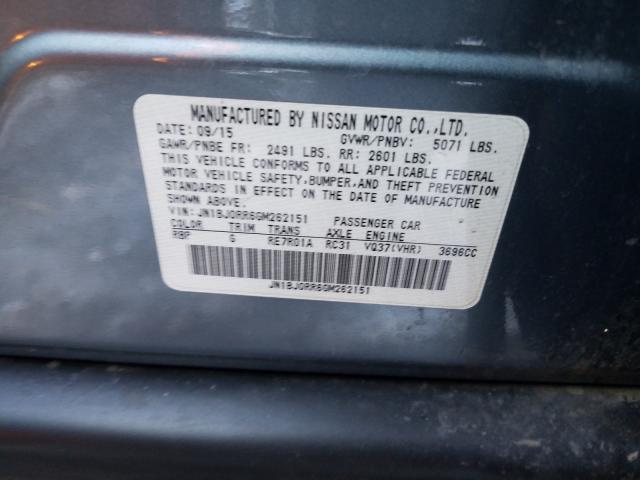 MANUFACTURED BY NISSAN MOTOR CO.,LTD.
DATE: 09/15 GVWR/PNBV: 5071 LBS.
GAWR/PNBE FR: 2491 LBS. RR: 2601 LBS.
THIS VEHICLE CONFORMS TO ALL APPLICABLE FEDERAL
MOTOR VEHICLE SAFETY, BUMPER, AND THEFT PREVENTION
STANDARDS IN EFFECT ON THE DATE OF MANUFACTURE
SHOWN ABOVE.
VIN: JN1BJ0RR6GM262151 PASSENGER CAR
COLOR TRIM TRANS AXLE ENGINE
RBP G RE7R01A RC31 VQ37(VHR) 3696CC
JN1BJ0RR6GM262151